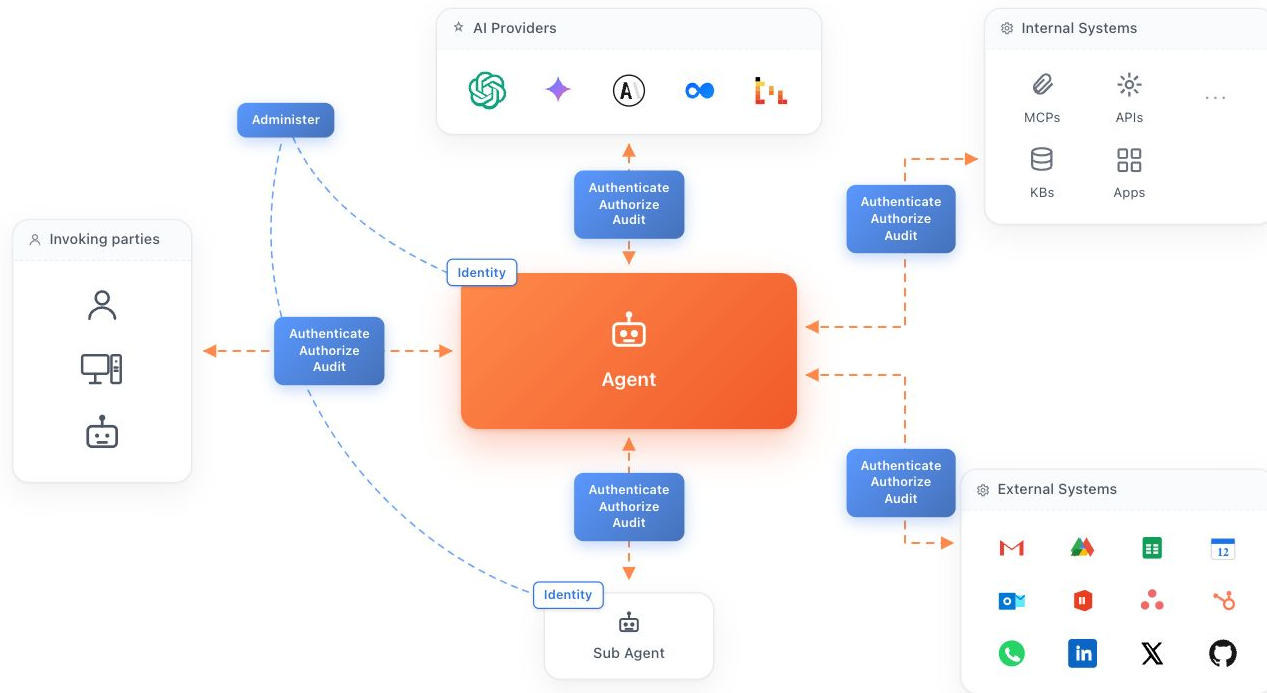 AI Providers
Internal Systems
MCPs
APIs
...
KBs
Apps
Administer
Authenticate
Authorize
Audit
Authenticate
Authorize
Audit
Invoking parties
Identity
Authenticate
Authorize
Audit
Agent
Authenticate
Authorize
Audit
Authenticate
Authorize
Audit
External Systems
12
Identity
Sub Agent
in